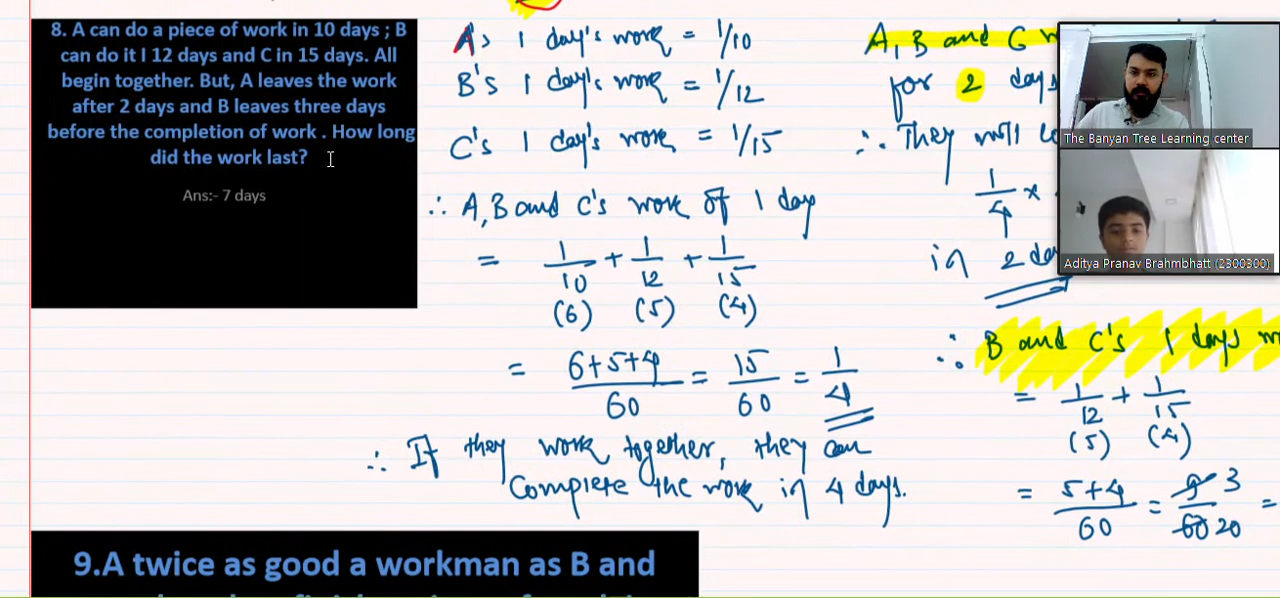 8. A can do a piece of work in 10 days ; B
can do it I 12 days and C in 15 days. All
begin together. But, A leaves the work
after 2 days and B leaves three days
before the completion of work . How long
did the work last?
Ans:- 7 days
A's 1 day's work = 1/10
B's 1 day's work = 1/12
C's 1 day's work = 1/15
∴ A, B and C's work of 1 day
= 1/10 + 1/12 + 1/15
(6) (5) (4)
= 6+5+4/60 = 15/60 = 1/4
∴ If they work together, they can
Complete the work in 4 days.
A, B and C
for 2 days
∴ They will
1/4 ×
in 2
The Banyan Tree Learning center
Aditya Pranav Brahmbhatt (2300300)
∴ B and C's 1 days
= 1/12 + 1/15
(5) (4)
= 5+4/60 = 9/60 3/20 =
9.A twice as good a workman as B and